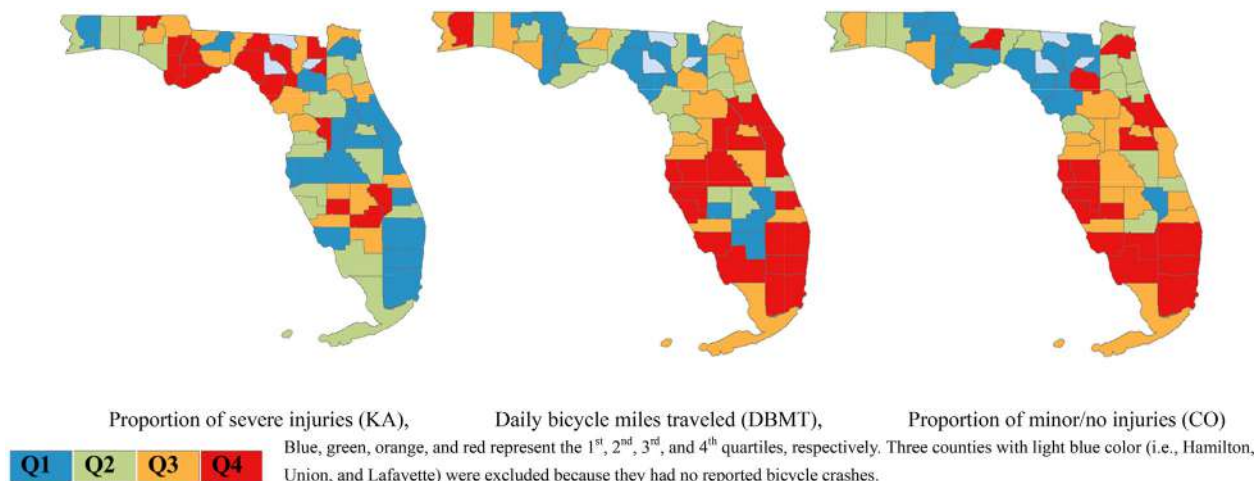 Proportion of severe injuries (KA),
Daily bicycle miles traveled (DBMT),
Proportion of minor/no injuries (CO)
Q1 Q2 Q3 Q4
Blue, green, orange, and red represent the 1st, 2nd, 3rd, and 4th quartiles, respectively. Three counties with light blue color (i.e., Hamilton,
Union, and Lafayette) were excluded because they had no reported bicycle crashes.